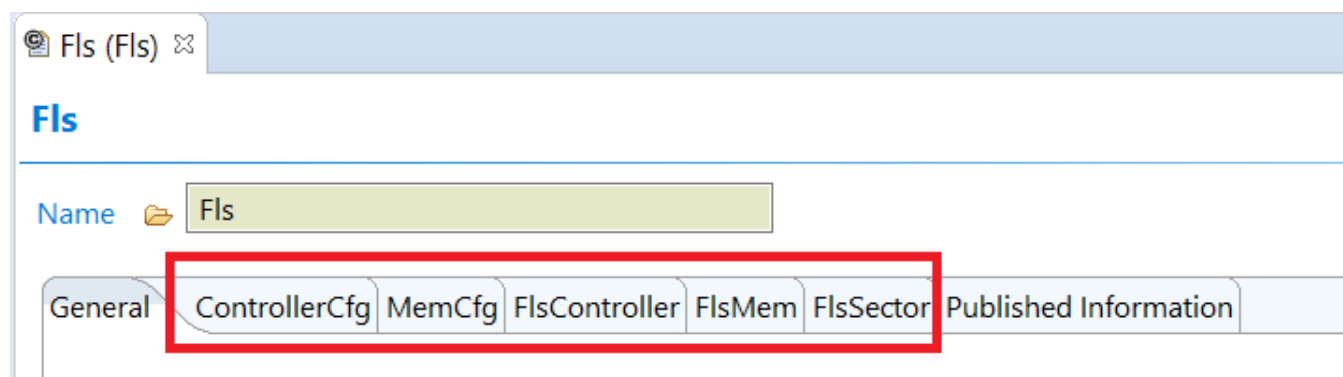 Fls (Fls)
Fls
Name Fls
General ControllerCfg MemCfg FlsController FlsMem FlsSector Published Information